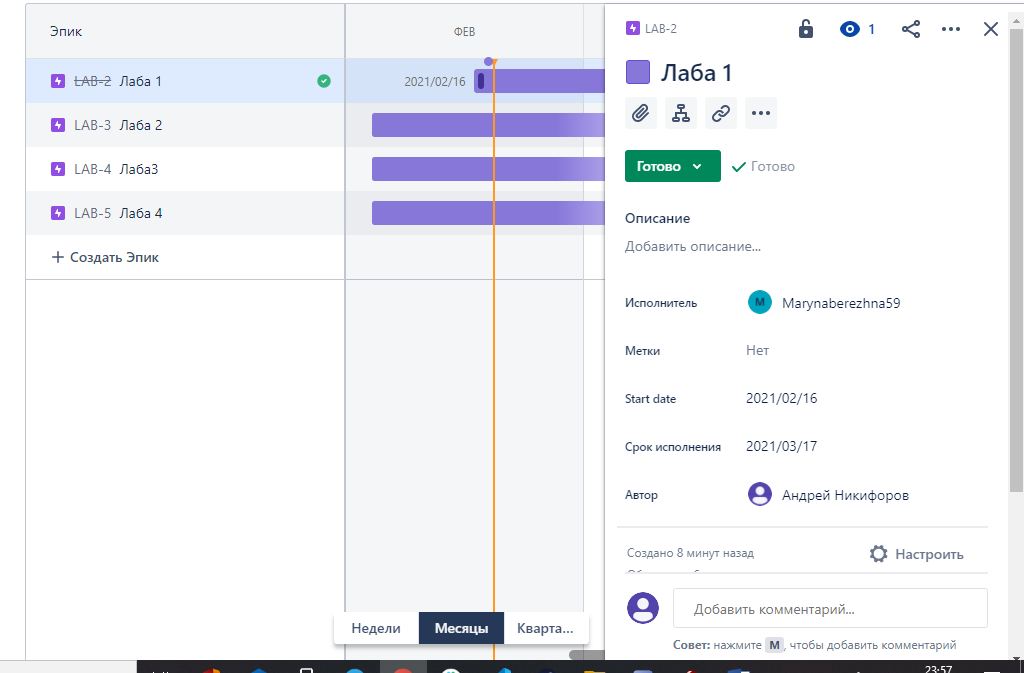 Эпик
ФЕВ
LAB-2 Лаба 1
2021/02/16
LAB-3 Лаба 2
LAB-4 Лаба3
LAB-5 Лаба 4
+ Создать Эпик
Недели
Месяцы
Кварта...
LAB-2
1
Лаба 1
Готово
Готово
Описание
Добавить описание...
Исполнитель
M
Marynaberezhna59
Метки
Нет
Start date
2021/02/16
Срок исполнения
2021/03/17
Автор
Андрей Никифоров
Создано 8 минут назад
Настроить
Добавить комментарий...
Совет: нажмите M, чтобы добавить комментарий
23:57